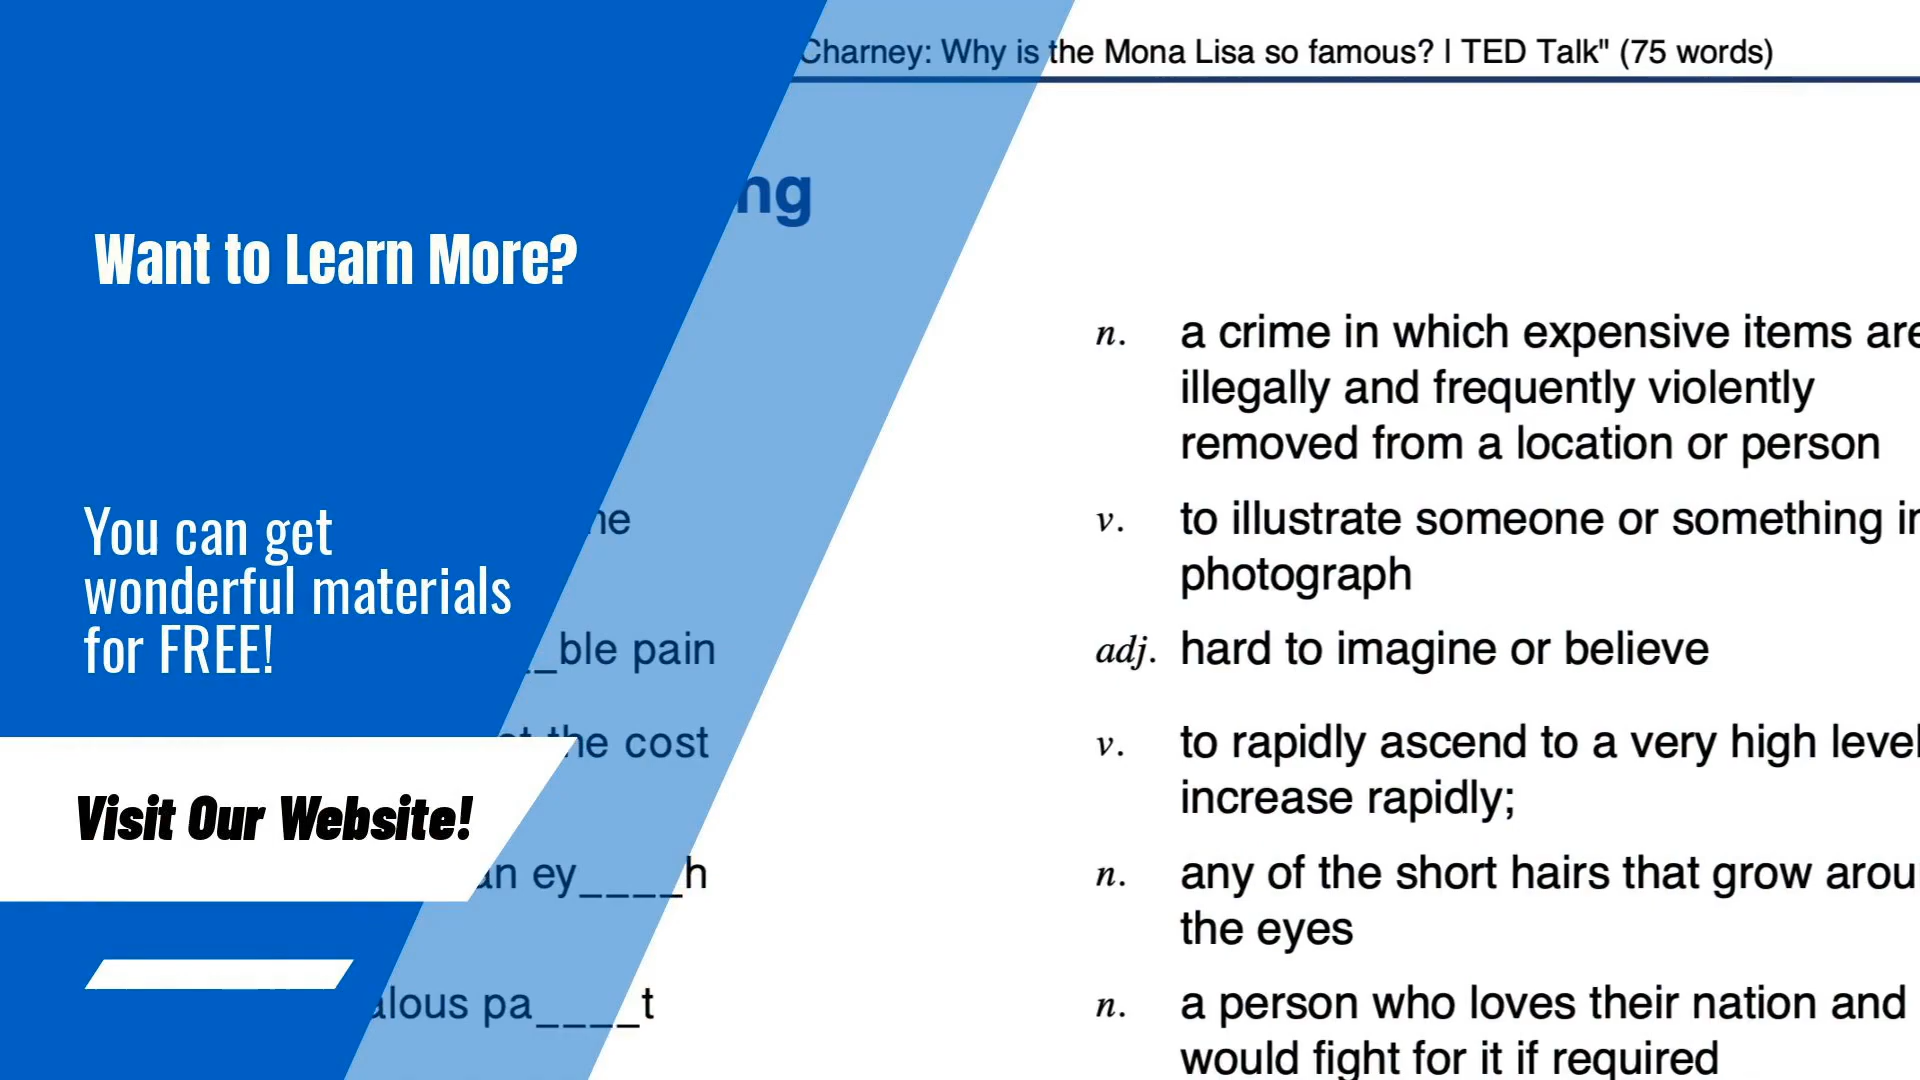 Charney: Why is the Mona Lisa so famous? | TED Talk" (75 words)
ng
Want to Learn More?
You can get
wonderful materials
for FREE!
Visit Our Website!
n. a crime in which expensive items are
illegally and frequently violently
removed from a location or person
v. to illustrate someone or something in
photograph
_ble pain adj. hard to imagine or believe
the cost v. to rapidly ascend to a very high level
increase rapidly;
an ey____h n. any of the short hairs that grow arou
the eyes
alous pa____t n. a person who loves their nation and
would fight for it if required